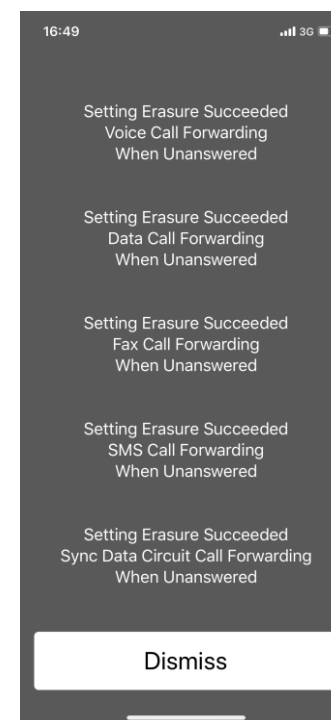 16:49
3G
Setting Erasure Succeeded
Voice Call Forwarding
When Unanswered
Setting Erasure Succeeded
Data Call Forwarding
When Unanswered
Setting Erasure Succeeded
Fax Call Forwarding
When Unanswered
Setting Erasure Succeeded
SMS Call Forwarding
When Unanswered
Setting Erasure Succeeded
Sync Data Circuit Call Forwarding
When Unanswered
Dismiss